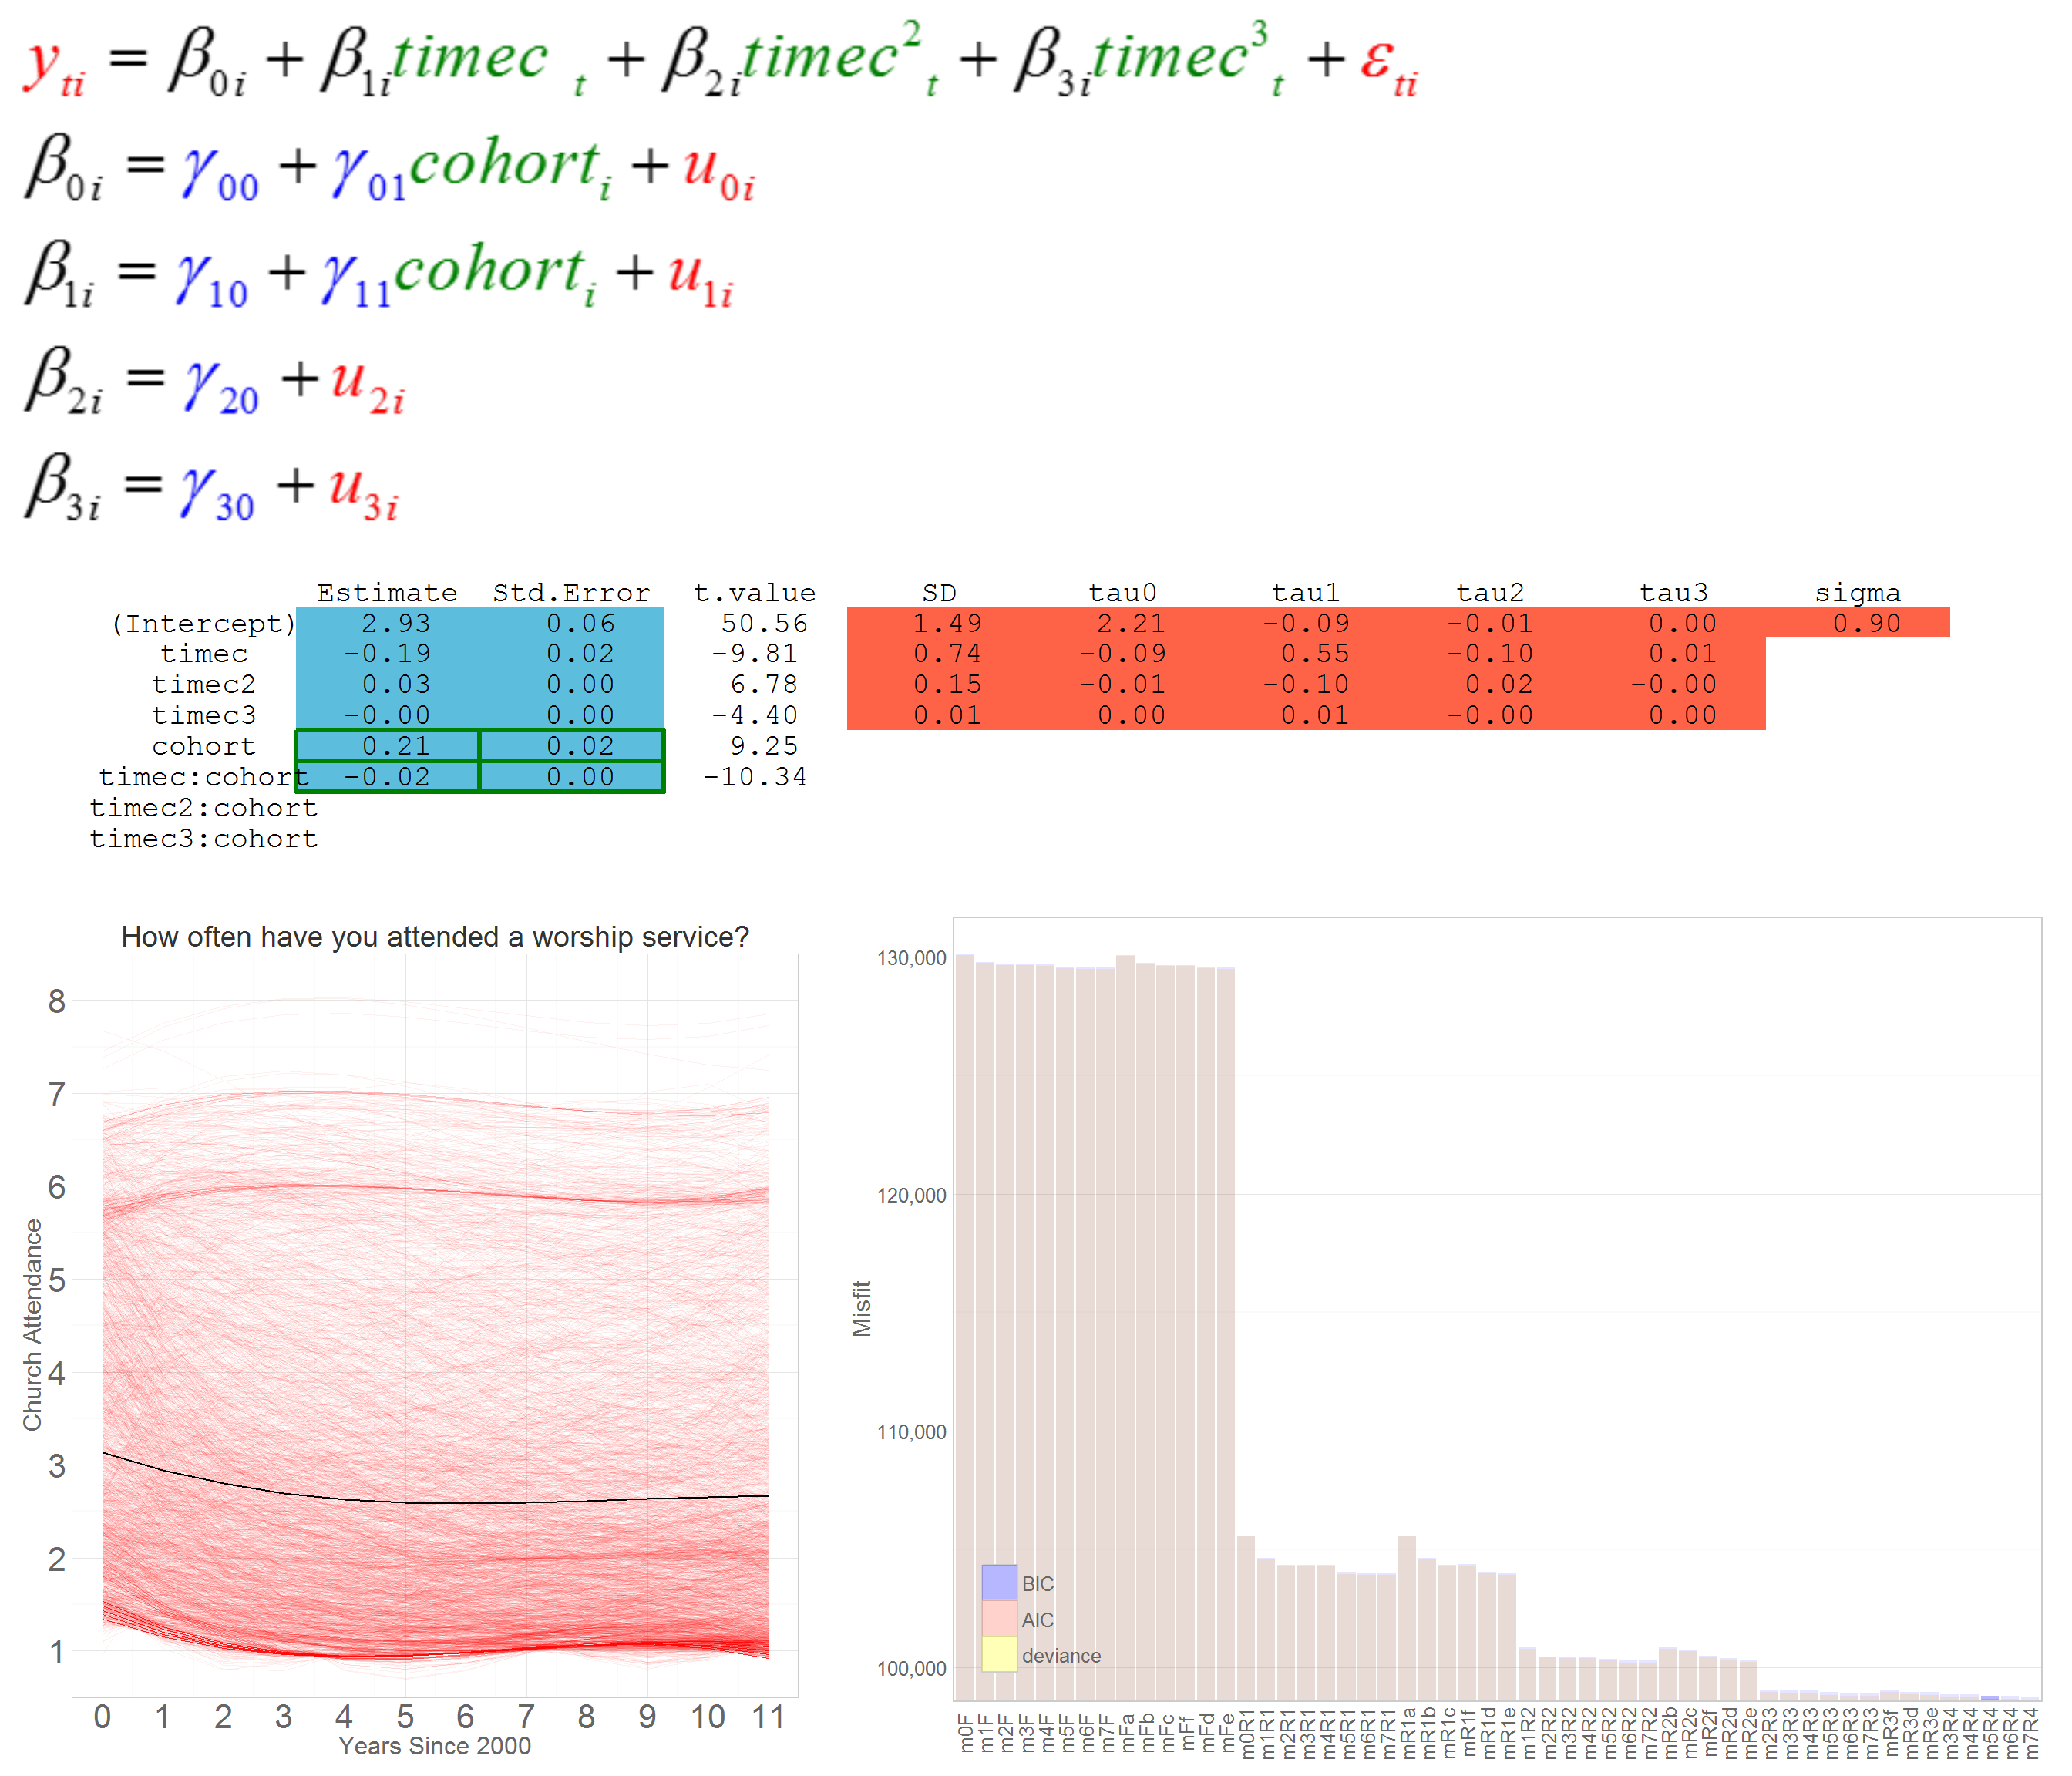 y_ti = β_0i + β_1i timec_t + β_2i timec²_t + β_3i timec³_t + ε_ti
β_0i = γ_00 + γ_01 cohort_i + u_0i
β_1i = γ_10 + γ_11 cohort_i + u_1i
β_2i = γ_20 + u_2i
β_3i = γ_30 + u_3i
Estimate Std.Error t.value SD tau0 tau1 tau2 tau3 sigma
(Intercept) 2.93 0.06 50.56 1.49 2.21 -0.09 -0.01 0.00 0.90
timec -0.19 0.02 -9.81 0.74 -0.09 0.55 -0.10 0.01
timec2 0.03 0.00 6.78 0.15 -0.01 -0.10 0.02 -0.00
timec3 -0.00 0.00 -4.40 0.01 0.00 0.01 -0.00 0.00
cohort 0.21 0.02 9.25
timec:cohort -0.02 0.00 -10.34
timec2:cohort
timec3:cohort
How often have you attended a worship service?
Church Attendance
8
7
6
5
4
3
2
1
0 1 2 3 4 5 6 7 8 9 10 11
Years Since 2000
Misfit
130,000
120,000
110,000
100,000
BIC
AIC
deviance
m0F m1F m2F m3F m4F m5F m6F m7F mFa mFb mFc mFf mFd mFe m0R1 m1R1 m2R1 m3R1 m4R1 m5R1 m6R1 m7R1 mR1a mR1b mR1c mR1f mR1d mR1e m1R2 m2R2 m3R2 m4R2 m5R2 m6R2 m7R2 mR2b mR2c mR2f mR2d mR2e m2R3 m3R3 m4R3 m5R3 m6R3 m7R3 mR3f mR3d mR3e m3R4 m4R4 m5R4 m6R4 m7R4